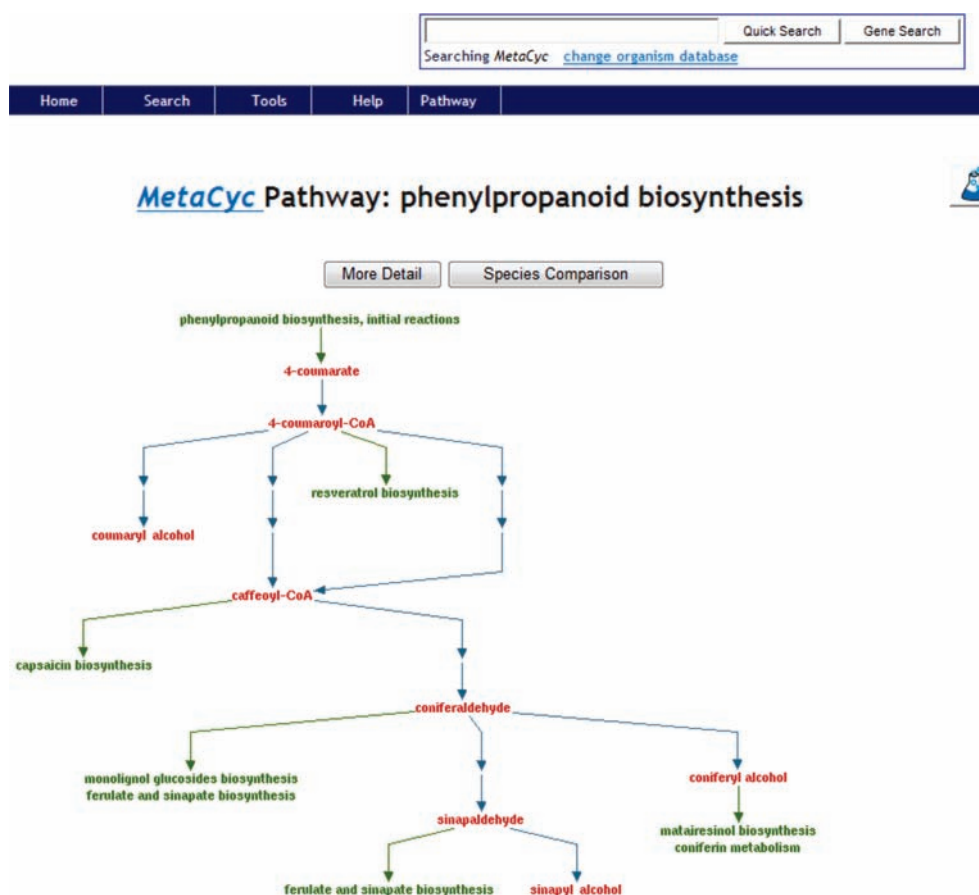 Quick Search Gene Search
Searching MetaCyc change organism database
Home Search Tools Help Pathway
MetaCyc Pathway: phenylpropanoid biosynthesis
More Detail Species Comparison
phenylpropanoid biosynthesis, initial reactions
4-coumarate
4-coumaroyl-CoA
resveratrol biosynthesis
coumaryl alcohol
caffeoyl-CoA
capsaicin biosynthesis
coniferaldehyde
monolignol glucosides biosynthesis
ferulate and sinapate biosynthesis
coniferyl alcohol
sinapaldehyde
matairesinol biosynthesis
coniferin metabolism
ferulate and sinapate biosynthesis sinapyl alcohol